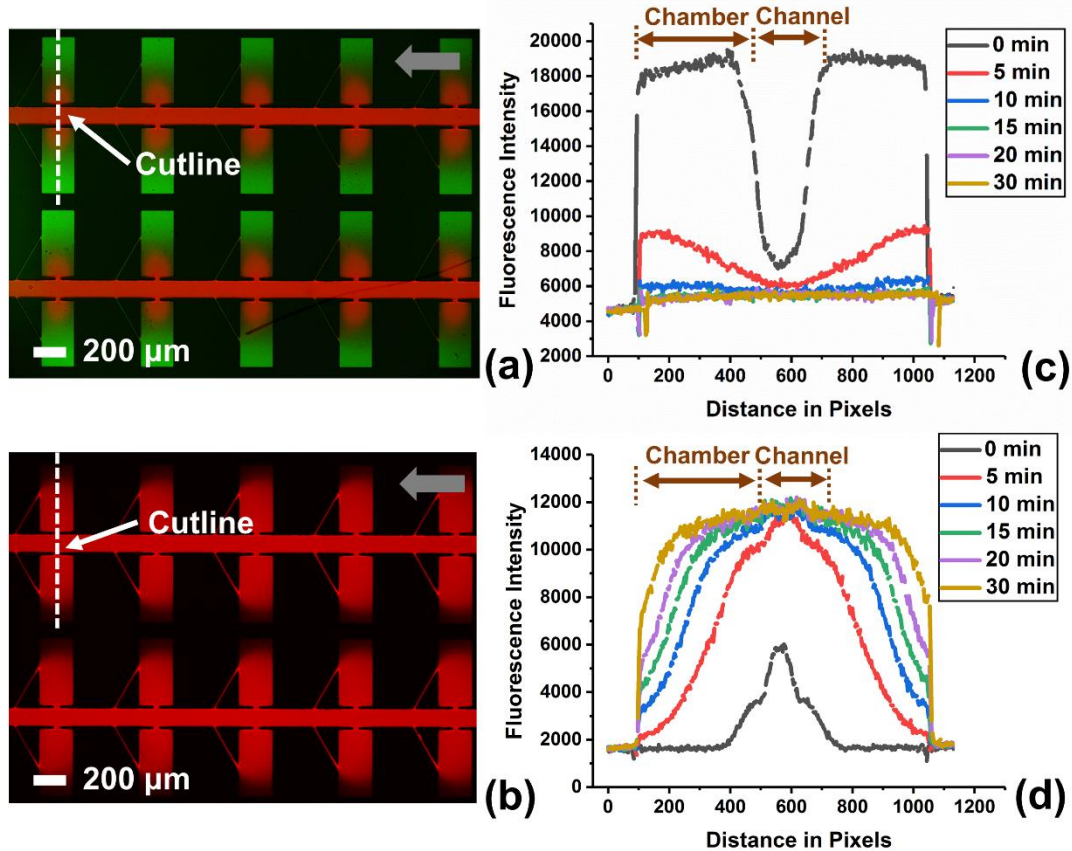 Cutline
200 µm
(a)
Cutline
200 µm
(b)
Chamber Channel
20000
18000
16000
14000
12000
10000
8000
6000
4000
2000
Fluorescence Intensity
0 min
5 min
10 min
15 min
20 min
30 min
0 200 400 600 800 1000 1200
Distance in Pixels
(c)
Chamber Channel
14000
12000
10000
8000
6000
4000
2000
0
Fluorescence Intensity
0 min
5 min
10 min
15 min
20 min
30 min
0 200 400 600 800 1000 1200
Distance in Pixels
(d)